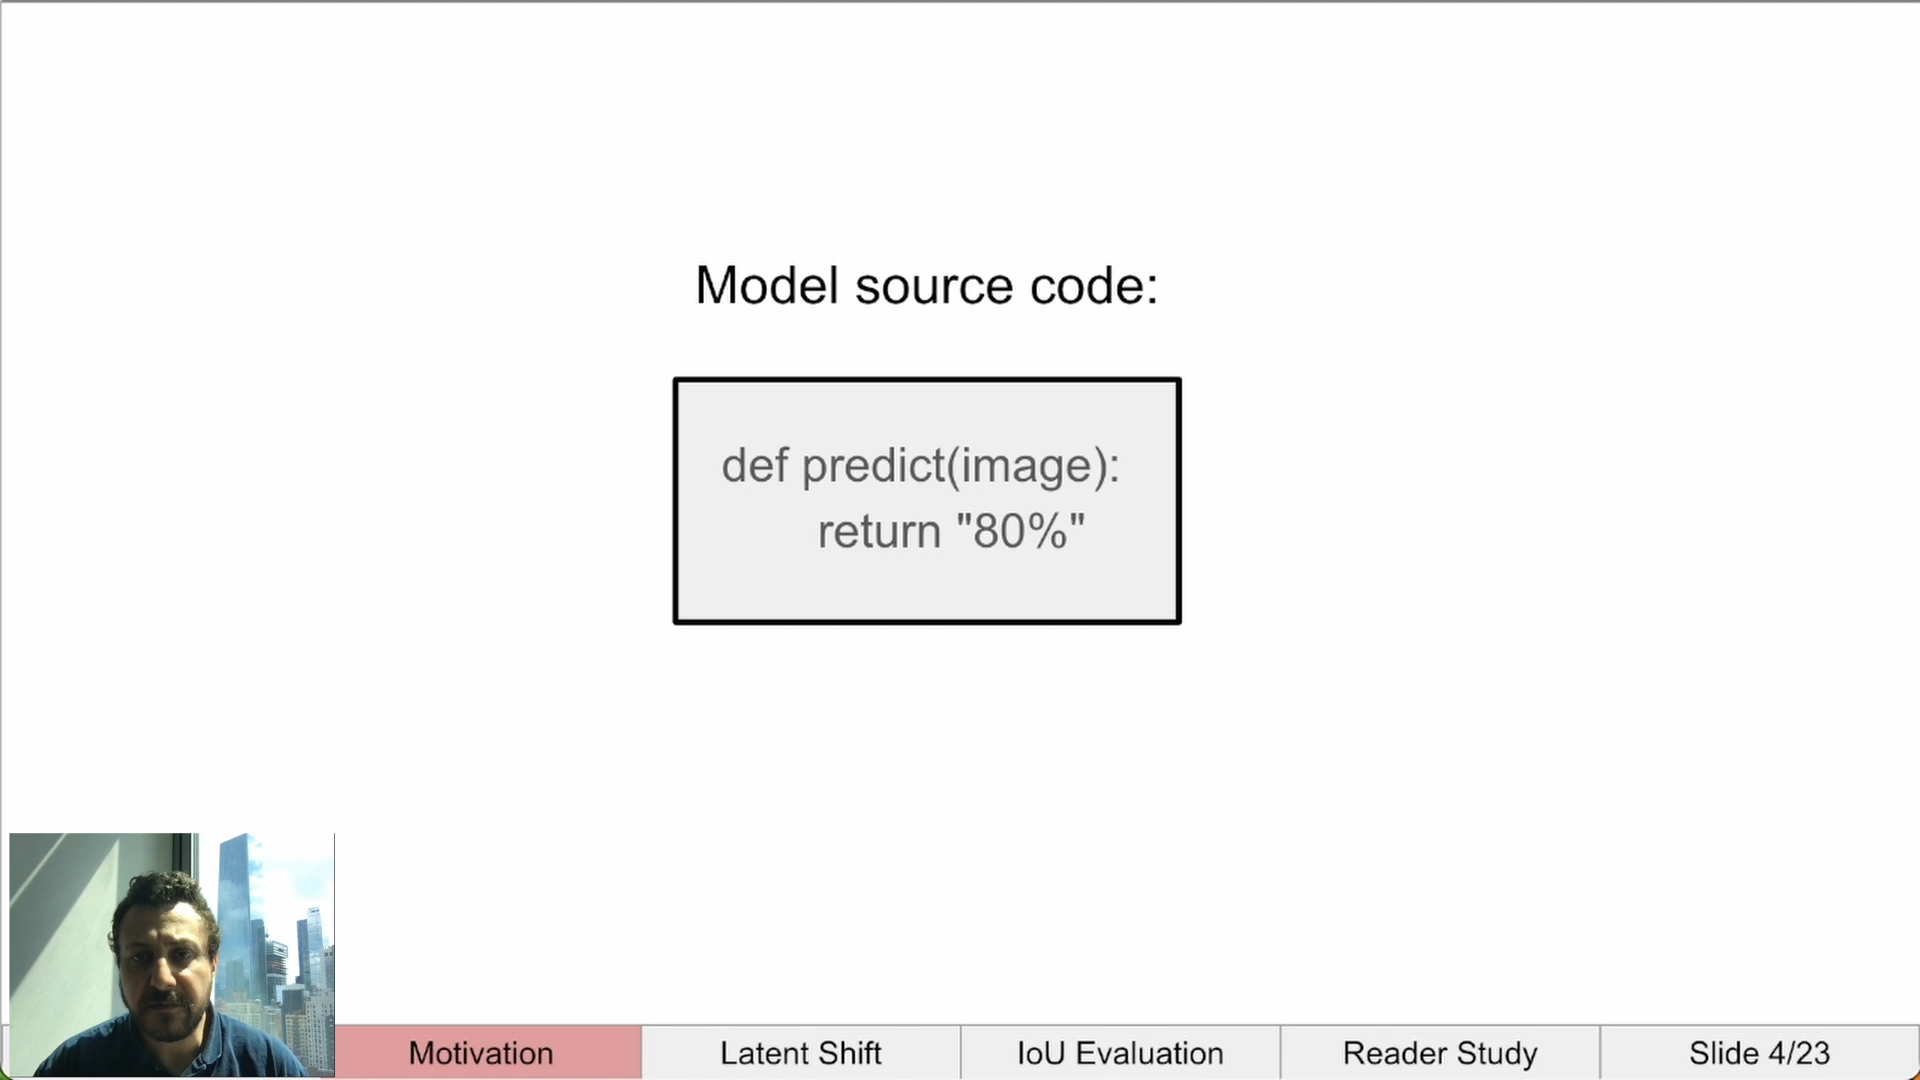 Model source code:
def predict(image):
return "80%"
Motivation
Latent Shift
IoU Evaluation
Reader Study
Slide 4/23